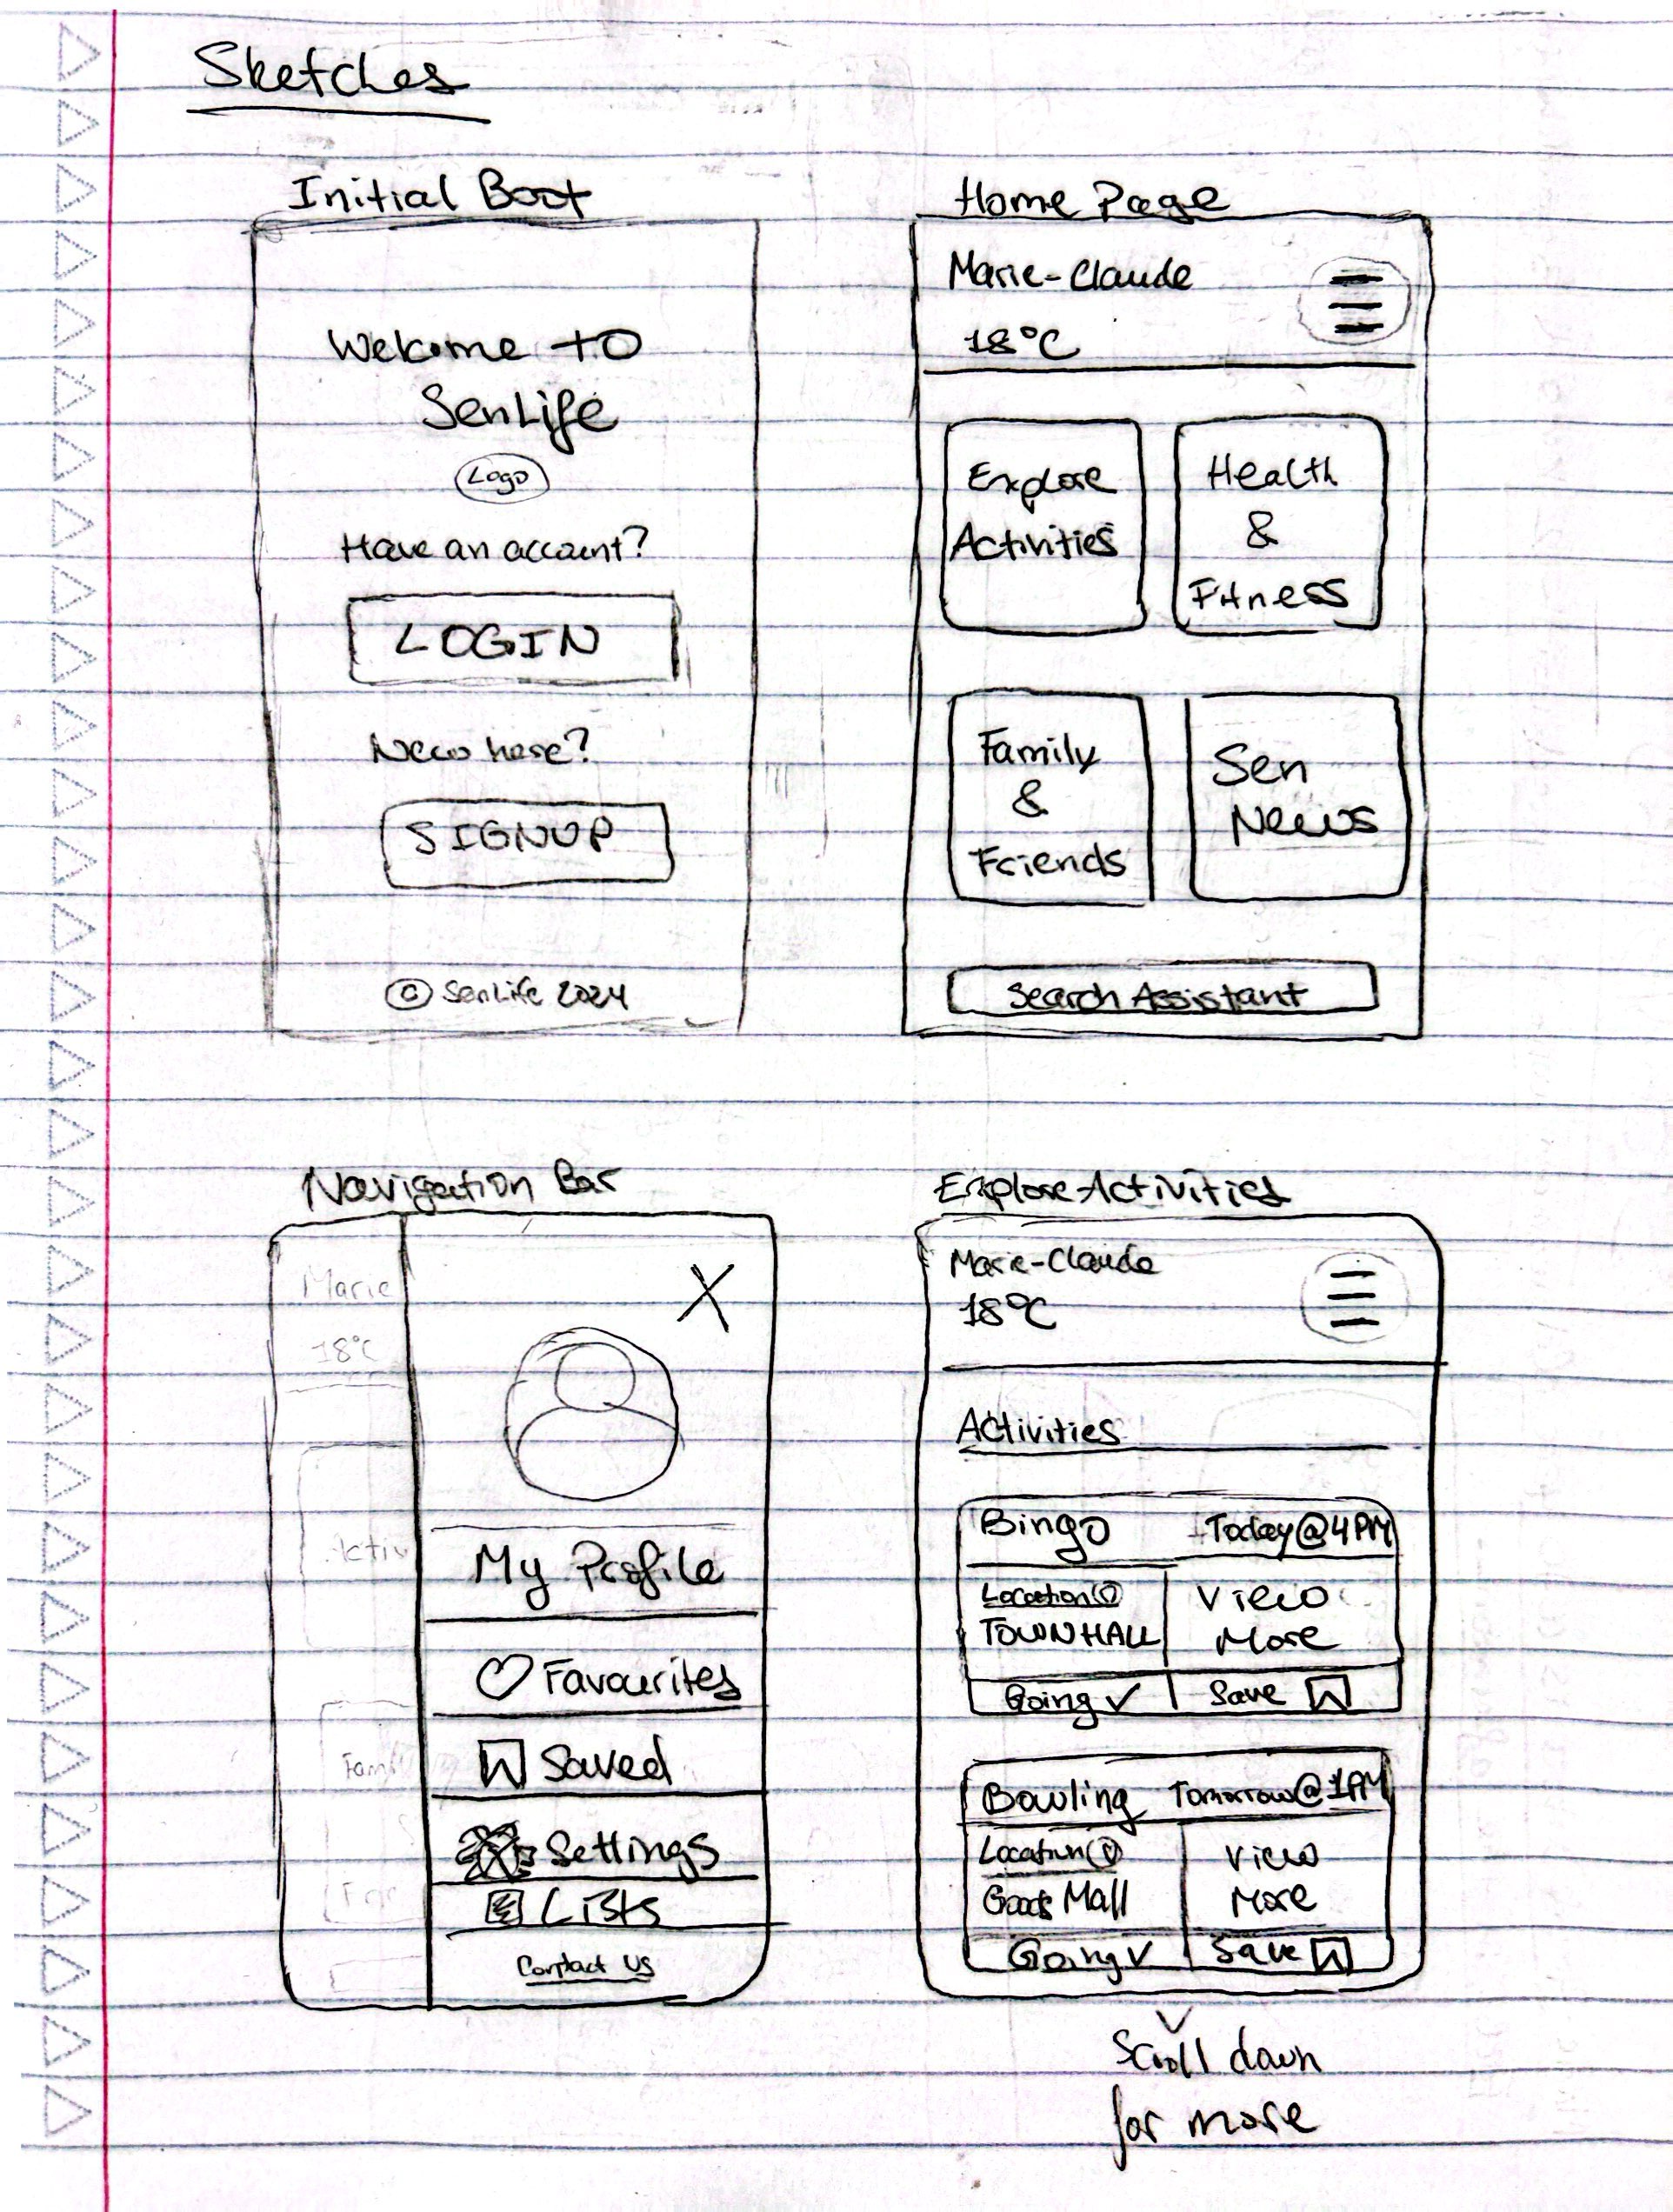 Sketches
Initial Boot
Welcome to
SenLife
Logo
Have an account?
LOGIN
New here?
SIGNUP
© SenLife 2024
Home Page
Marie-Claude
18°C
Explore
Activities
Health
&
Fitness
Family
&
Friends
Sen
News
Search Assistant
Navigation Bar
Marie
18°C
Activ
Fam
X
My Profile
Favourites
Saved
Settings
Lists
Contact Us
Explore Activities
Marie-Claude
18°C
Activities
Bingo Today@4PM
Location
TOWNHALL
View
More
Going ✓ Save
Bowling Tomorrow@1PM
Location
Mall
View
More
Going ✓ Save
Scroll down
for more